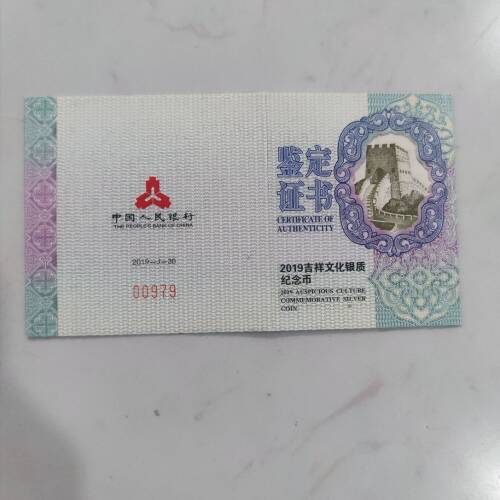 中国人民银行
THE PEOPLE'S BANK OF CHINA
2019-J-30
00979
鉴定
证书
CERTIFICATE OF
AUTHENTICITY
2019吉祥文化银质
纪念币
2019 AUSPICIOUS CULTURE
COMMEMORATIVE SILVER
COIN